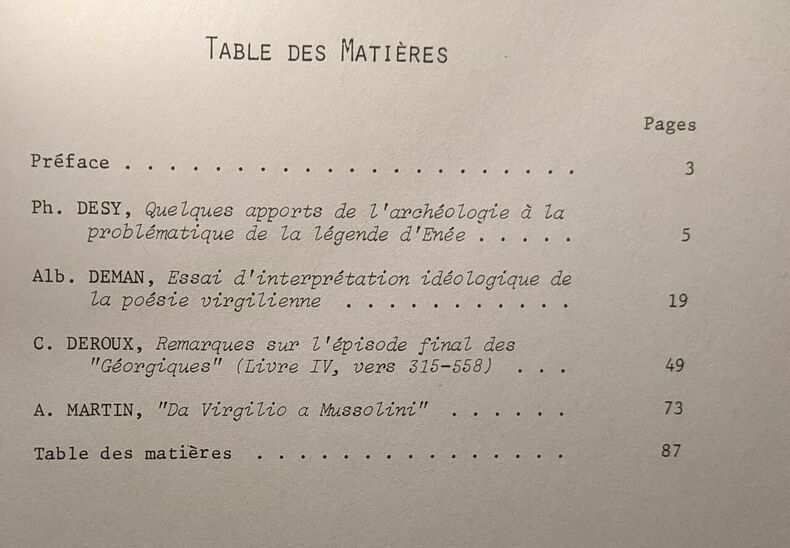 TABLE DES MATIÈRES
Pages
Préface . . . . . . . . . . . . . . . . . . . . . 3
Ph. DESY, Quelques apports de l'archéologie à la
problématique de la légende d'Enée . . . . . 5
Alb. DEMAN, Essai d'interprétation idéologique de
la poésie virgilienne . . . . . . . . . . . 19
C. DEROUX, Remarques sur l'épisode final des
"Géorgiques" (Livre IV, vers 315-558) . . . 49
A. MARTIN, "Da Virgilio a Mussolini" . . . . . . 73
Table des matières . . . . . . . . . . . . . . . 87